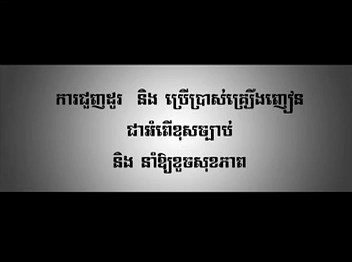 ការជួញដូរ និង ប្រើប្រាស់គ្រឿងញៀន
ជាអំពើខុសច្បាប់
និង នាំឱ្យខូចសុខភាព